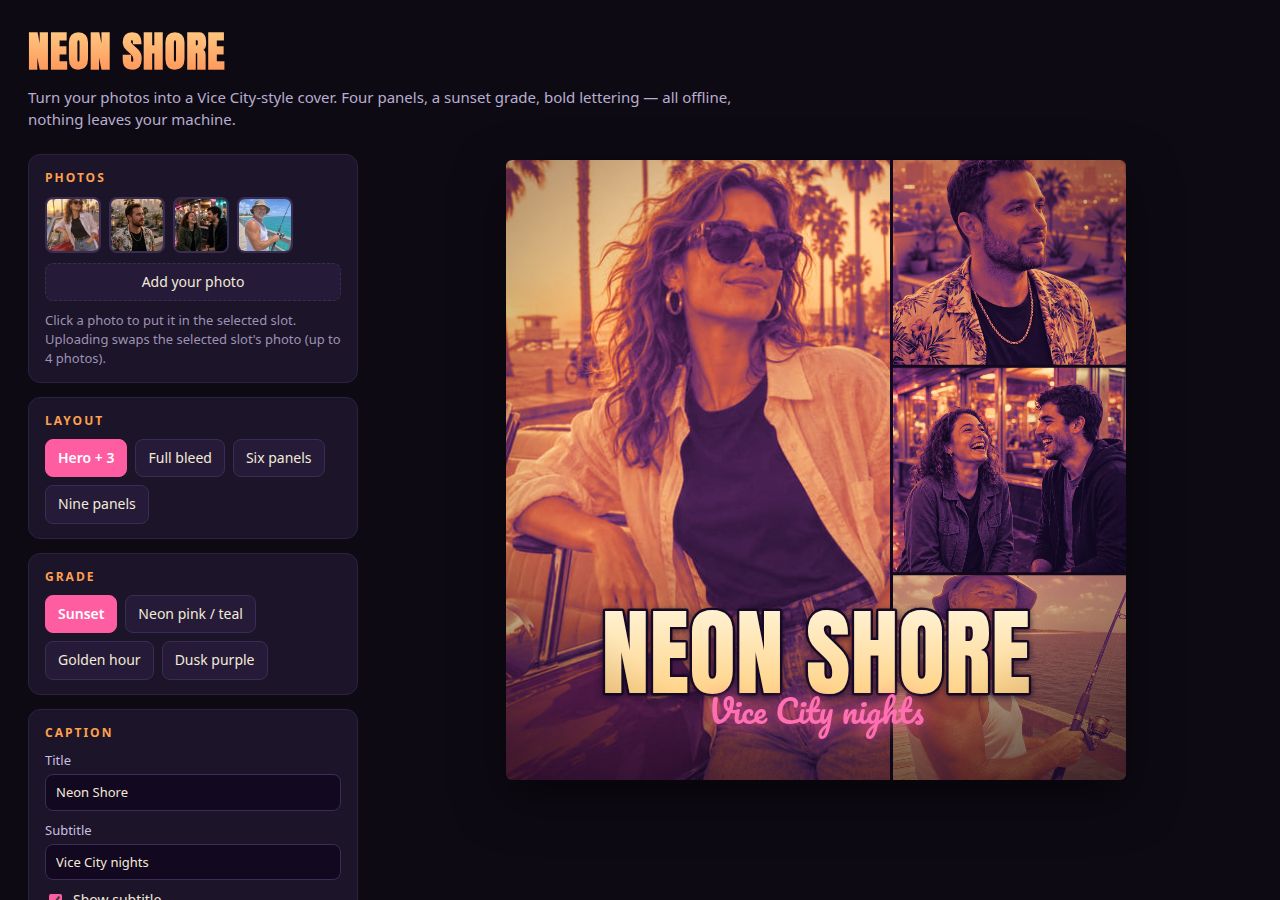 NEON SHORE
Turn your photos into a Vice City-style cover. Four panels, a sunset grade, bold lettering — all offline,
nothing leaves your machine.
PHOTOS
Add your photo
Click a photo to put it in the selected slot.
Uploading swaps the selected slot's photo (up to
4 photos).
LAYOUT
Hero + 3
Full bleed
Six panels
Nine panels
GRADE
Sunset
Neon pink / teal
Golden hour
Dusk purple
CAPTION
Title
Neon Shore
Subtitle
Vice City nights
Show subtitle
NEON SHORE
Vice City nights